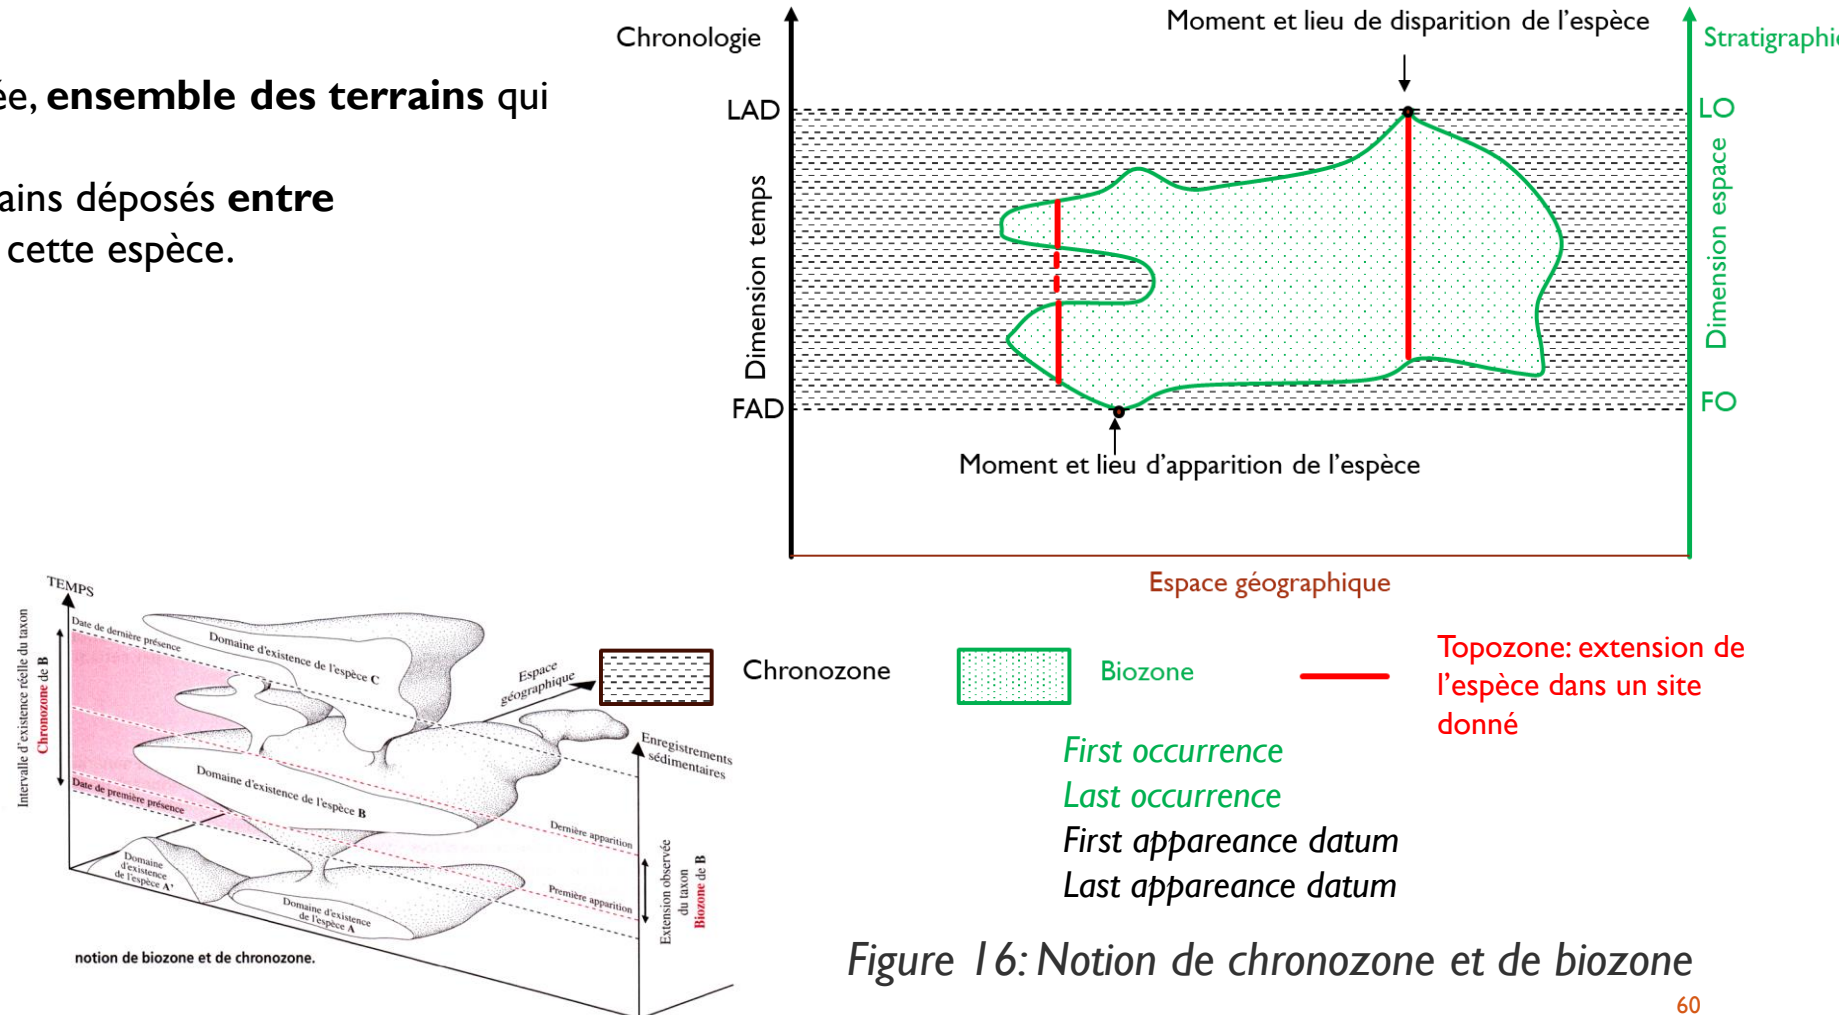 ée, ensemble des terrains qui
ains déposés entre
cette espèce.
Moment et lieu de disparition de l'espèce
Chronologie
Stratigraphie
LAD
LO
Dimension temps
Dimension espace
FAD
FO
Moment et lieu d'apparition de l'espèce
Espace géographique
Chronozone
Biozone
Topozone: extension de
l'espèce dans un site
donné
First occurrence
Last occurrence
First appareance datum
Last appareance datum
TEMPS
Intervalle d'existence réelle du taxon
Chronozone de B
Date de dernière présence
Domaine d'existence de l'espèce C
Espace
géographique
Enregistrements
sédimentaires
Domaine d'existence de l'espèce B
Date de première présence
Dernière apparition
Première apparition
Extension observée
du taxon
Biozone de B
Domaine
d'existence
de l'espèce A'
Domaine d'existence
de l'espèce A
notion de biozone et de chronozone.
Figure 16: Notion de chronozone et de biozone
60